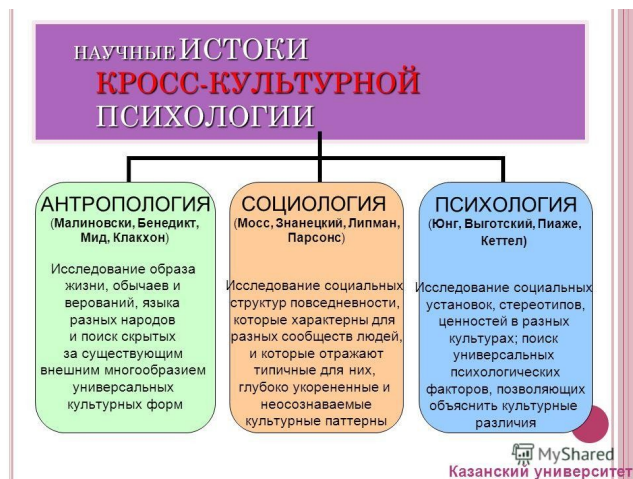 НАУЧНЫЕ ИСТОКИ
КРОСС-КУЛЬТУРНОЙ
ПСИХОЛОГИИ
АНТРОПОЛОГИЯ
(Малиновски, Бенедикт,
Мид, Клакхон)
Исследование образа
жизни, обычаев и
верований, языка
разных народов
и поиск скрытых
за существующим
внешним многообразием
универсальных
культурных форм
СОЦИОЛОГИЯ
(Мосс, Знанецкий, Липман,
Парсонс)
Исследование социальных
структур повседневности,
которые характерны для
разных сообществ людей,
и которые отражают
типичные для них,
глубоко укорененные и
неосознаваемые
культурные паттерны
ПСИХОЛОГИЯ
(Юнг, Выготский, Пиаже,
Кеттел)
Исследование социальных
установок, стереотипов,
ценностей в разных
культурах; поиск
универсальных
психологических
факторов, позволяющих
объяснить культурные
различия
MyShared
Казанский университет